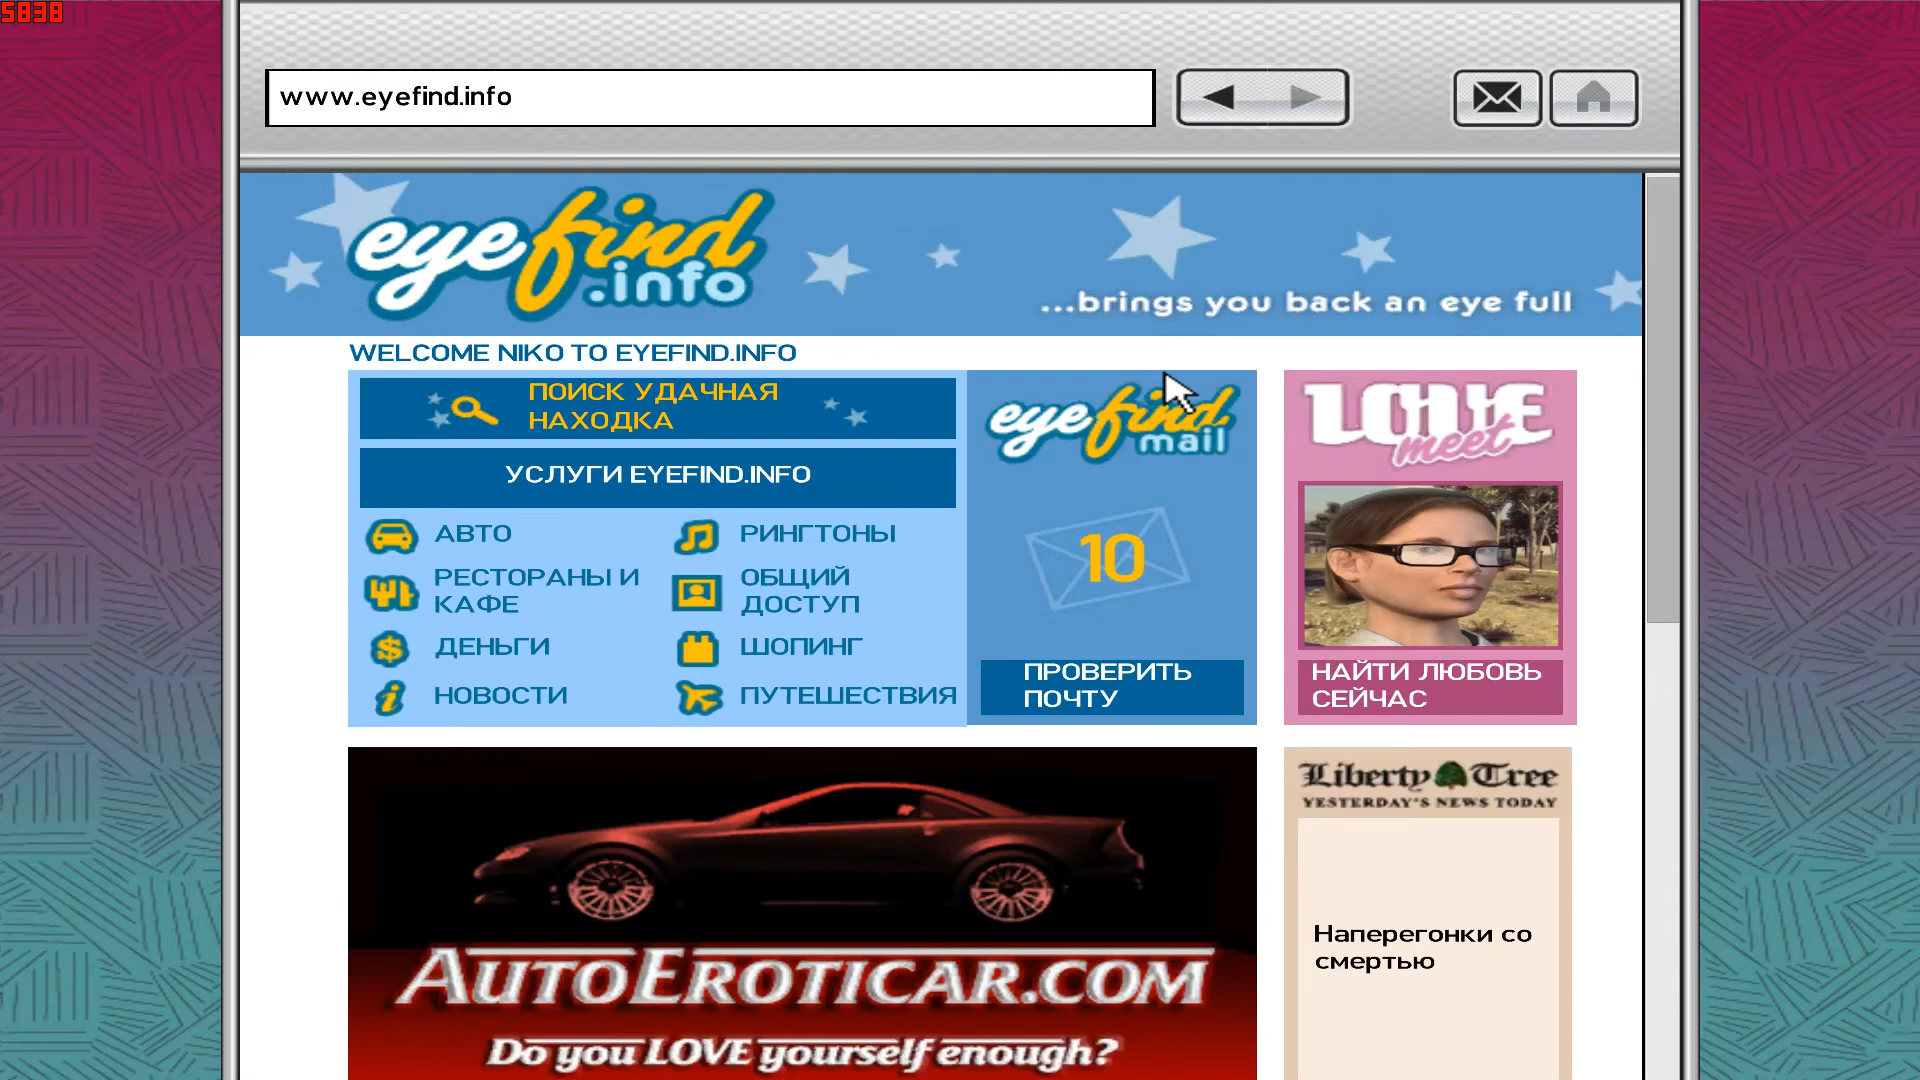 5838
www.eyefind.info
eyefind
.info
...brings you back an eye full
WELCOME NIKO TO EYEFIND.INFO
ПОИСК УДАЧНАЯ
НАХОДКА
УСЛУГИ EYEFIND.INFO
АВТО
РИНГТОНЫ
РЕСТОРАНЫ И
КАФЕ
ОБЩИЙ
ДОСТУП
ДЕНЬГИ
ШОПИНГ
НОВОСТИ
ПУТЕШЕСТВИЯ
eyefind
mail
10
ПРОВЕРИТЬ
ПОЧТУ
LOVE
meet
НАЙТИ ЛЮБОВЬ
СЕЙЧАС
AUTOEROTICAR.COM
Do you LOVE yourself enough?
Liberty Tree
YESTERDAY'S NEWS TODAY
Наперегонки со
смертью